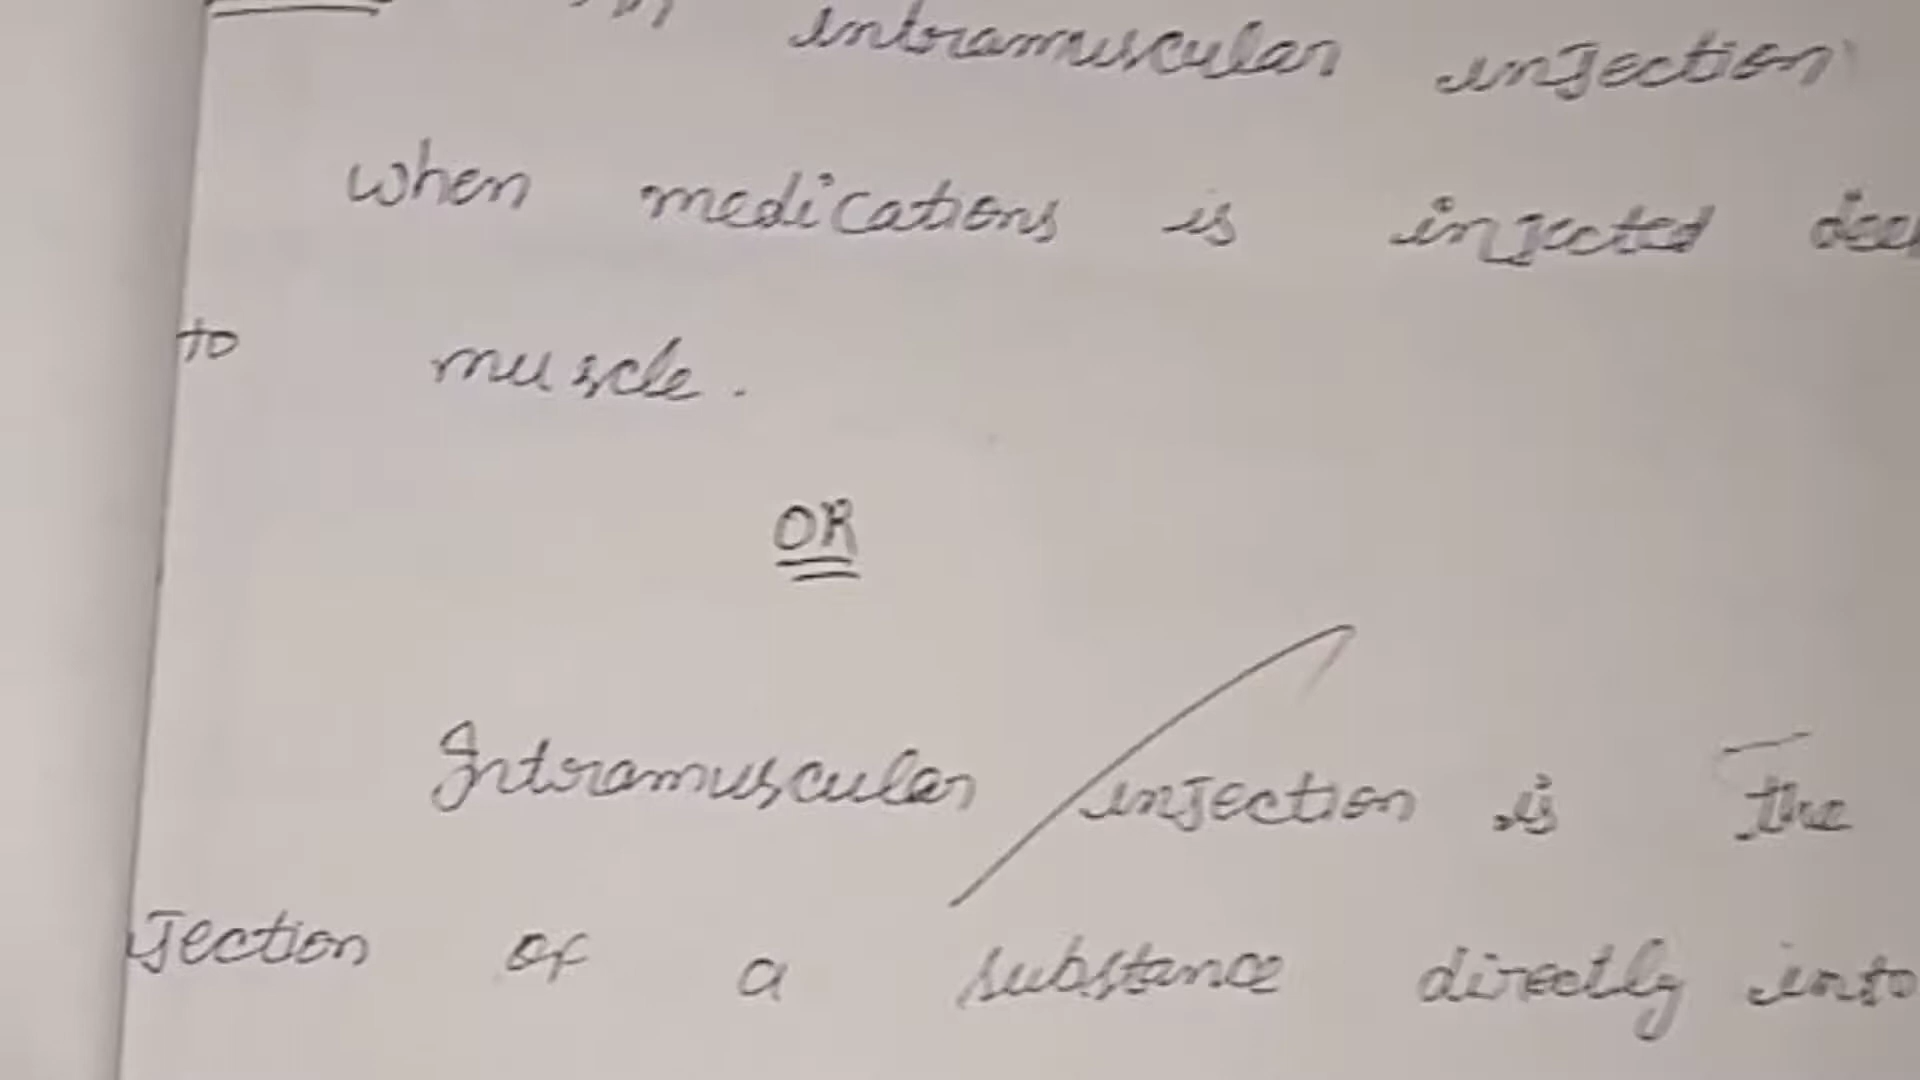 intramuscular injection
when medications is injected
to muscle.
OR
Intramuscular injection is the
jection of a substance directly into